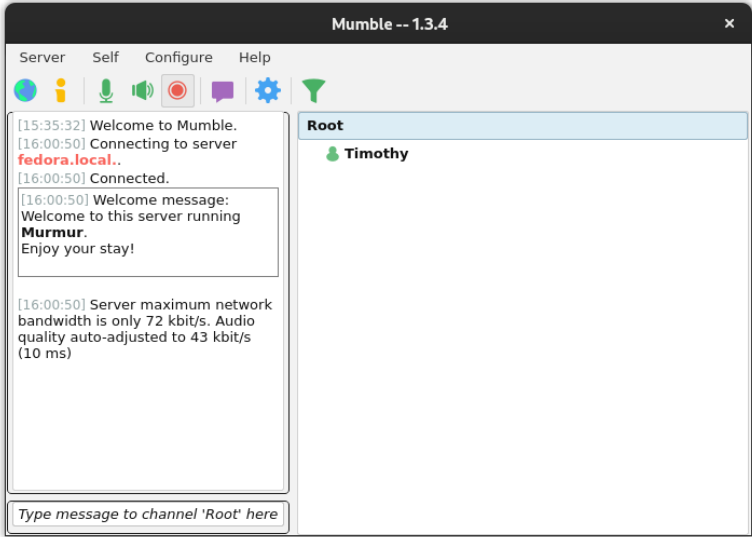 Mumble -- 1.3.4
Server Self Configure Help
[15:35:32] Welcome to Mumble.
[16:00:50] Connecting to server
fedora.local..
[16:00:50] Connected.
[16:00:50] Welcome message:
Welcome to this server running
Murmur.
Enjoy your stay!
[16:00:50] Server maximum network
bandwidth is only 72 kbit/s. Audio
quality auto-adjusted to 43 kbit/s
(10 ms)
Type message to channel 'Root' here
Root
Timothy